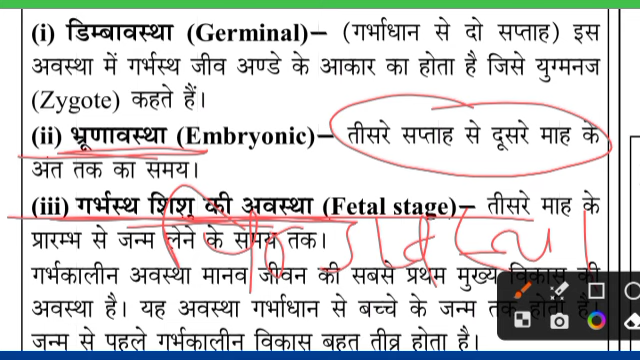 (i) डिम्बावस्था (Germinal)– (गर्भाधान से दो सप्ताह) इस
अवस्था में गर्भस्थ जीव अण्डे के आकार का होता है जिसे युग्मनज
(Zygote) कहते हैं।
(ii) भ्रूणावस्था (Embryonic)– तीसरे सप्ताह से दूसरे माह के
अंत तक का समय।
(iii) गर्भस्थ शिशु की अवस्था (Fetal stage)– तीसरे माह के
प्रारम्भ से जन्म लेने के समय तक।
गर्भकालीन अवस्था मानव जीवन की सबसे प्रथम मुख्य विकास की
अवस्था है। यह अवस्था गर्भाधान से बच्चे के जन्म तक होता है।
जन्म से पहले गर्भकालीन विकास बहुत तीव्र होता है।